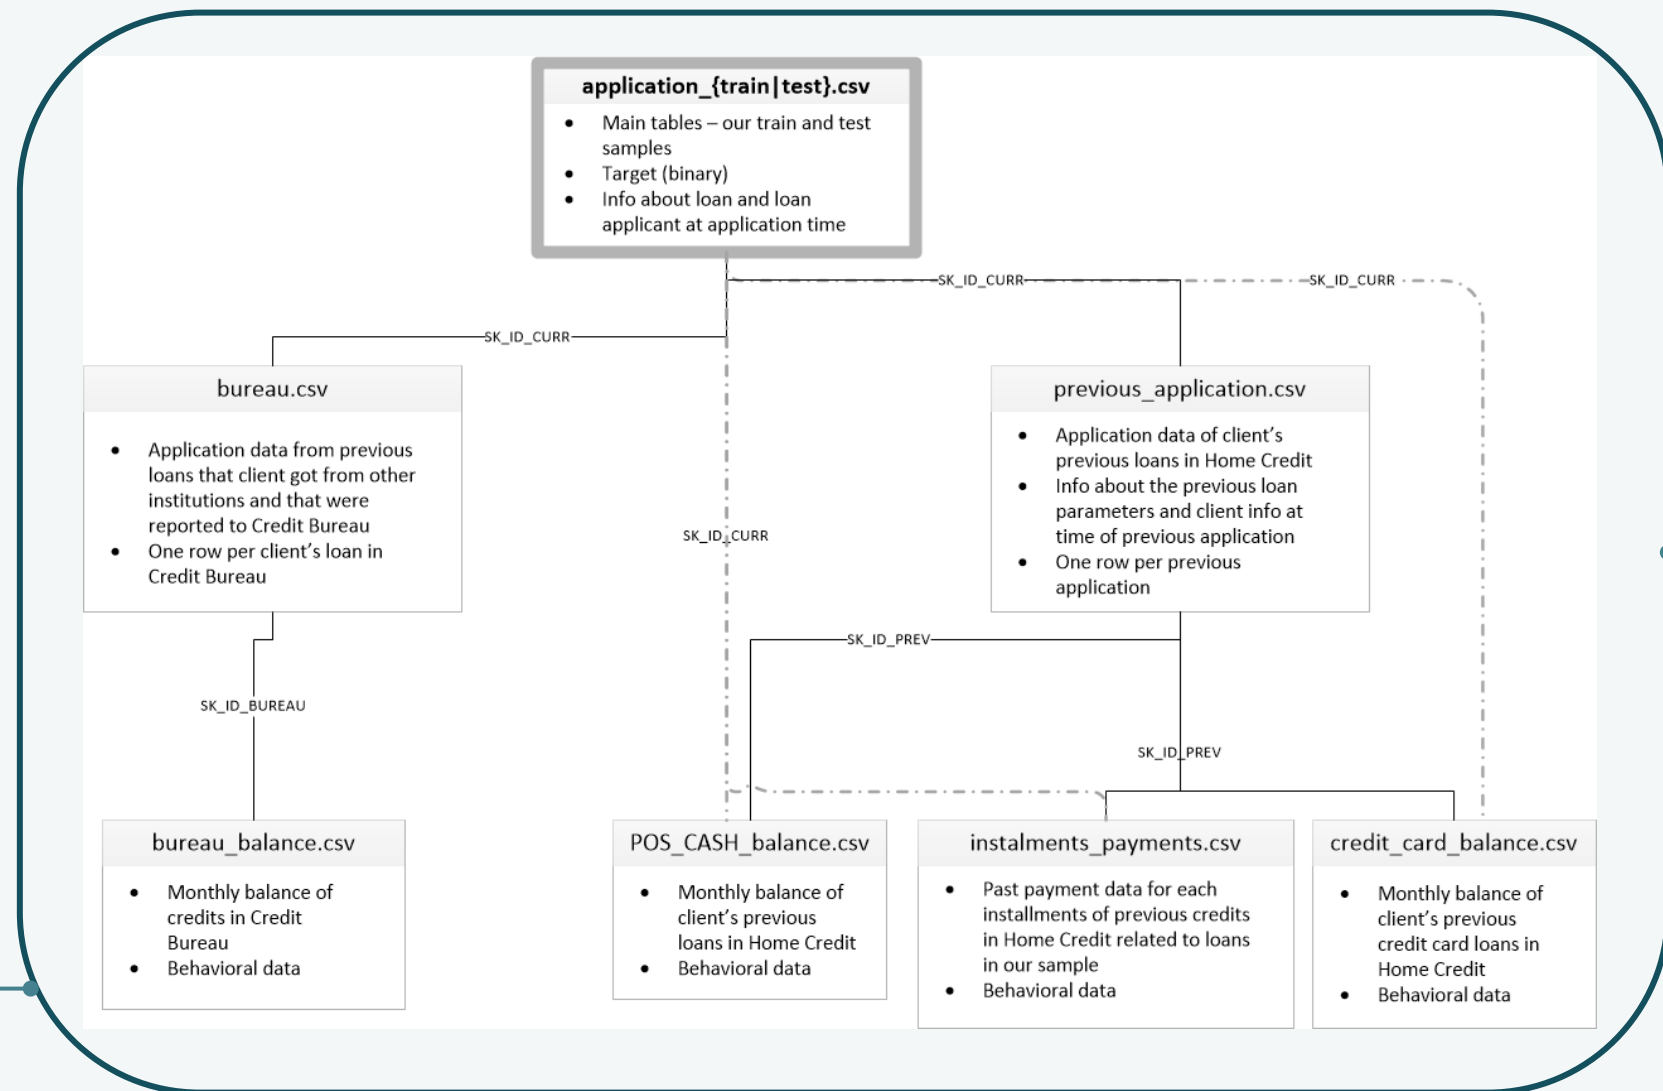 application_{train|test}.csv
• Main tables – our train and test
samples
• Target (binary)
• Info about loan and loan
applicant at application time
SK_ID_CURR
SK_ID_CURR
SK_ID_CURR
bureau.csv
• Application data from previous
loans that client got from other
institutions and that were
reported to Credit Bureau
• One row per client’s loan in
Credit Bureau
previous_application.csv
• Application data of client’s
previous loans in Home Credit
• Info about the previous loan
parameters and client info at
time of previous application
• One row per previous
application
SK_ID_CURR
SK_ID_PREV
SK_ID_BUREAU
SK_ID_PREV
bureau_balance.csv
• Monthly balance of
credits in Credit
Bureau
• Behavioral data
POS_CASH_balance.csv
• Monthly balance of
client’s previous
loans in Home Credit
• Behavioral data
instalments_payments.csv
• Past payment data for each
installments of previous credits
in Home Credit related to loans
in our sample
• Behavioral data
credit_card_balance.csv
• Monthly balance of
client’s previous
credit card loans in
Home Credit
• Behavioral data